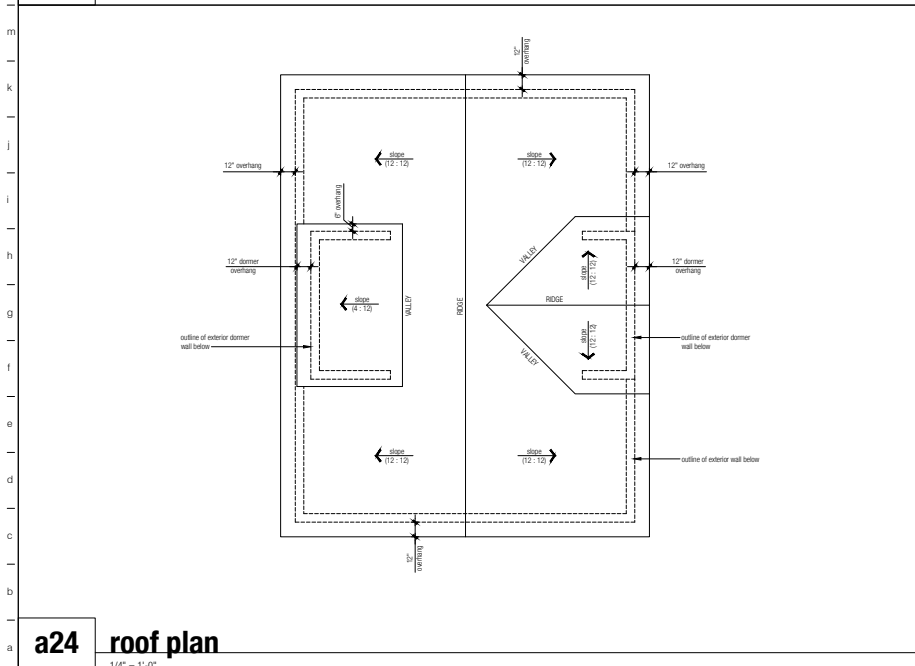 m
k
j
i
h
g
f
e
d
c
b
a
12"
overhang
slope
(12 : 12)
slope
(12 : 12)
12" overhang
12" overhang
6" overhang
VALLEY
slope
(12 : 12)
12" dormer
overhang
12" dormer
overhang
slope
(4 : 12)
VALLEY
RIDGE
RIDGE
outline of exterior dormer
wall below
slope
(12 : 12)
outline of exterior dormer
wall below
VALLEY
slope
(12 : 12)
slope
(12 : 12)
outline of exterior wall below
12"
overhang
a24
roof plan
1/4" = 1'-0"